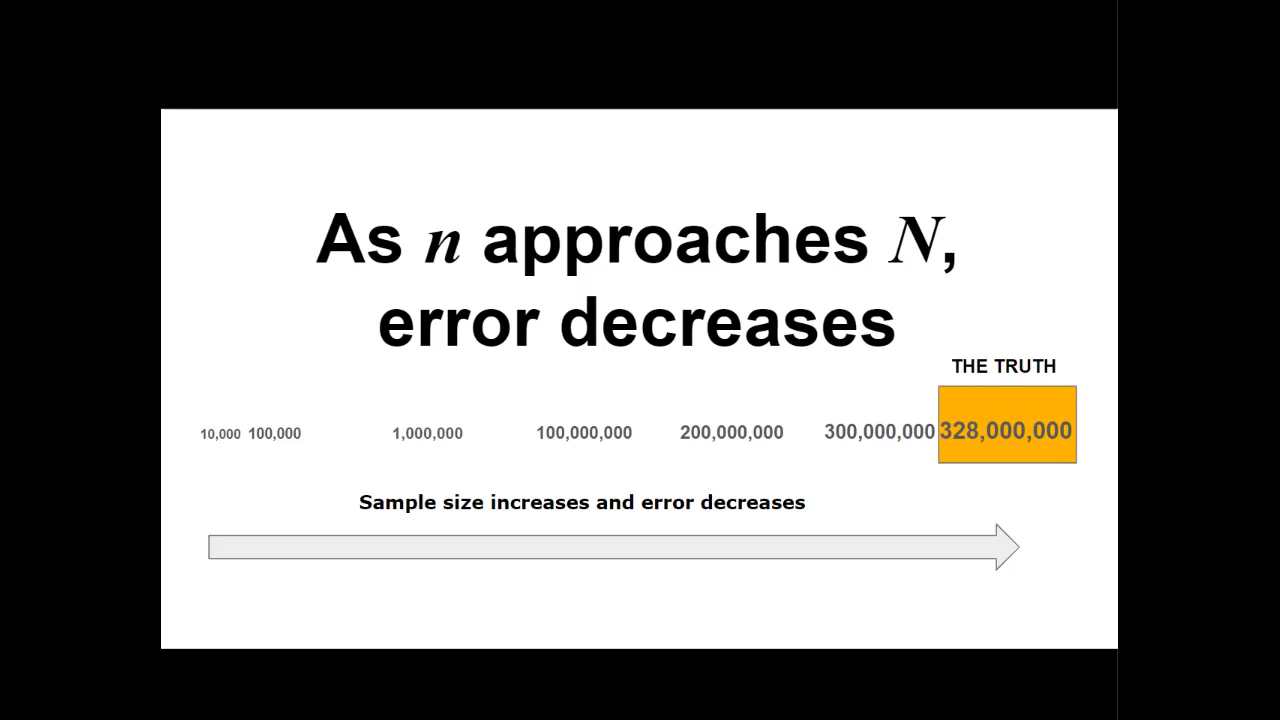 As n approaches N,
error decreases
THE TRUTH
10,000 100,000 1,000,000 100,000,000 200,000,000 300,000,000 328,000,000
Sample size increases and error decreases